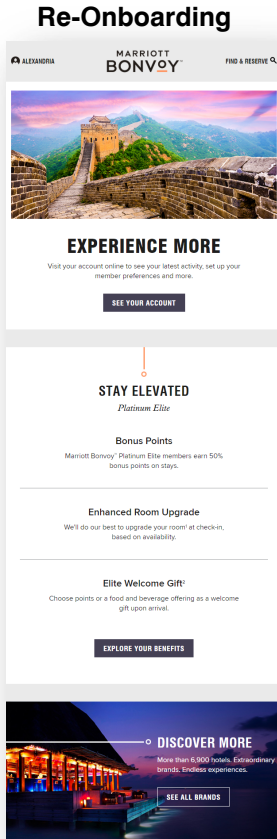 Re-Onboarding
ALEXANDRIA
MARRIOTT
BONVOY™
FIND & RESERVE
EXPERIENCE MORE
Visit your account online to see your latest activity, set up your
member preferences and more.
SEE YOUR ACCOUNT
STAY ELEVATED
Platinum Elite
Bonus Points
Marriott Bonvoy™ Platinum Elite members earn 50%
bonus points on stays.
Enhanced Room Upgrade
We'll do our best to upgrade your room¹ at check-in,
based on availability.
Elite Welcome Gift²
Choose points or a food and beverage offering as a welcome
gift upon arrival.
EXPLORE YOUR BENEFITS
DISCOVER MORE
More than 6,900 hotels. Extraordinary
brands. Endless experiences.
SEE ALL BRANDS